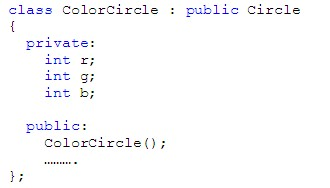 class ColorCircle : public Circle
{
private:
int r;
int g;
int b;
public:
ColorCircle();
……….
};